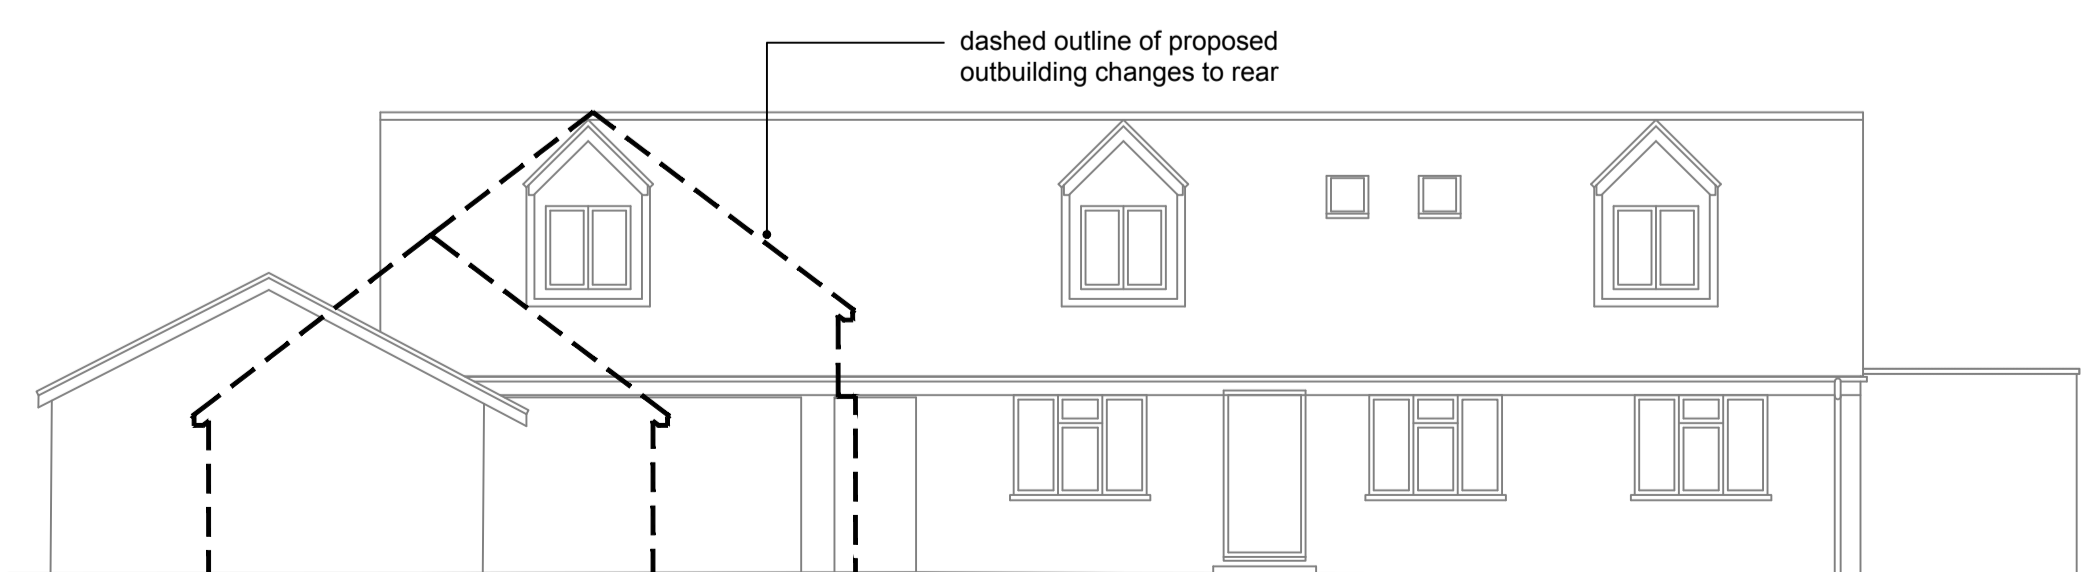 dashed outline of proposed
outbuilding changes to rear